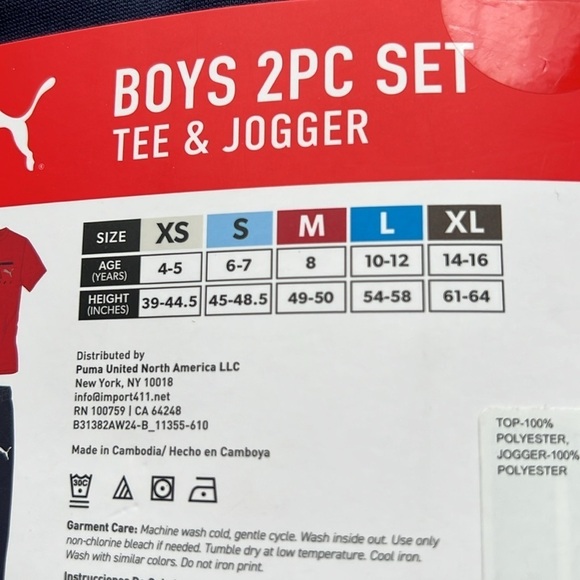 BOYS 2PC SET
TEE & JOGGER
SIZE XS S M L XL
AGE (YEARS) 4-5 6-7 8 10-12 14-16
HEIGHT (INCHES) 39-44.5 45-48.5 49-50 54-58 61-64
Distributed by
Puma United North America LLC
New York, NY 10018
info@import411.net
RN 100759 | CA 64248
B31382AW24-B_11355-610
Made in Cambodia/ Hecho en Camboya
TOP-100%
POLYESTER,
JOGGER-100%
POLYESTER
30C
Garment Care: Machine wash cold, gentle cycle. Wash inside out. Use only
non-chlorine bleach if needed. Tumble dry at low temperature. Cool iron.
Wash with similar colors. Do not iron print.
Instrucciones